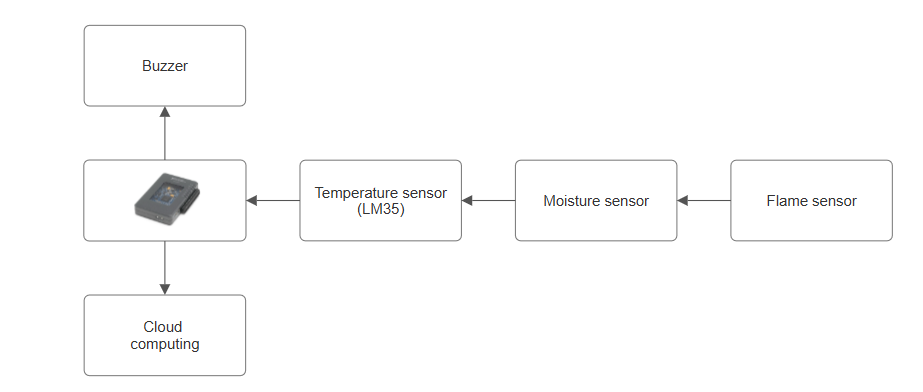 Buzzer
Temperature sensor
(LM35)
Moisture sensor
Flame sensor
Cloud
computing